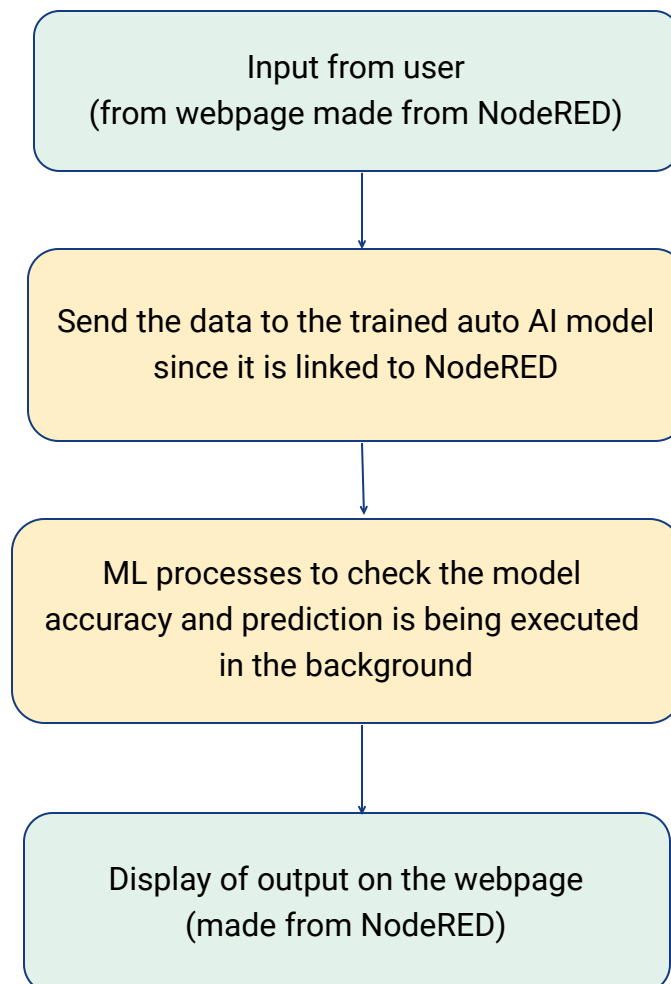 Input from user
(from webpage made from NodeRED)
Send the data to the trained auto AI model
since it is linked to NodeRED
ML processes to check the model
accuracy and prediction is being executed
in the background
Display of output on the webpage
(made from NodeRED)